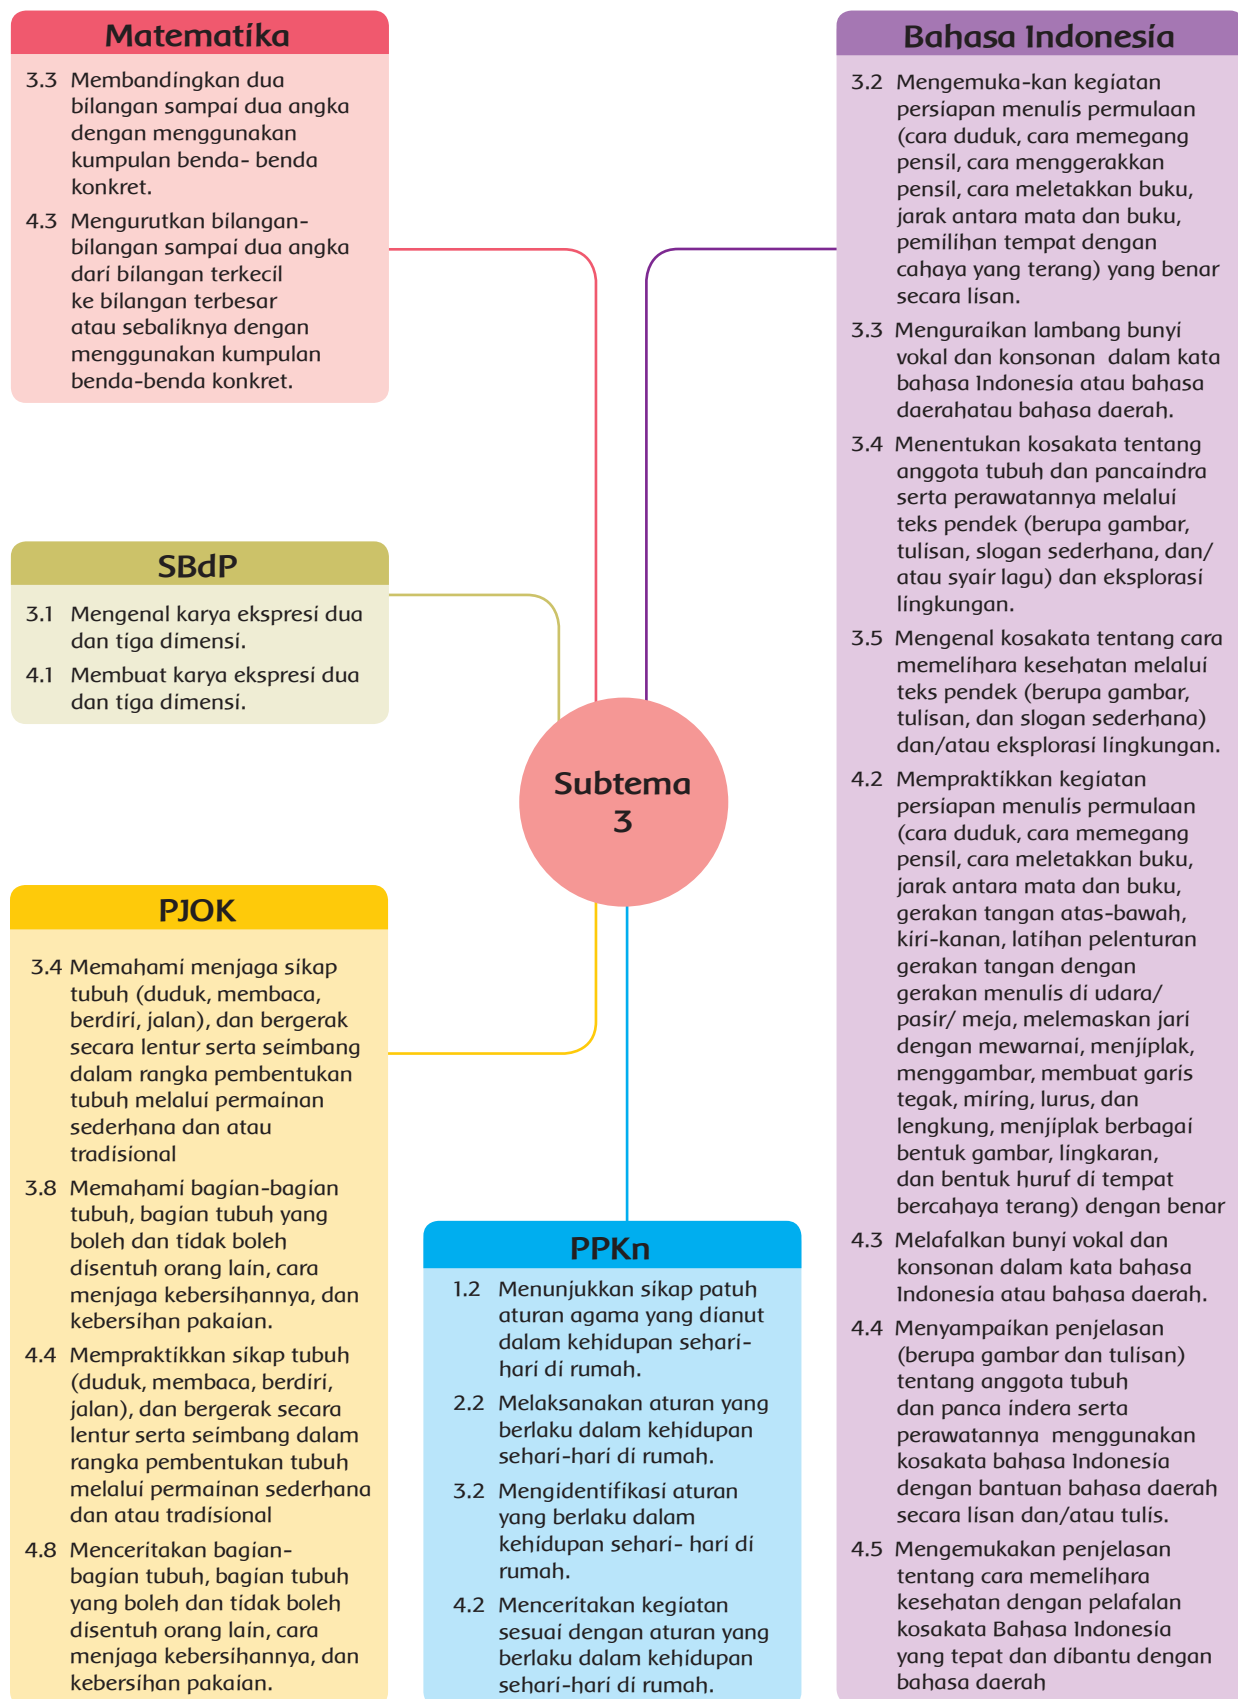 Matematika
3.3 Membandingkan dua
bilangan sampai dua angka
dengan menggunakan
kumpulan benda- benda
konkret.
4.3 Mengurutkan bilangan-
bilangan sampai dua angka
dari bilangan terkecil
ke bilangan terbesar
atau sebaliknya dengan
menggunakan kumpulan
benda-benda konkret.
SBdP
3.1 Mengenal karya ekspresi dua
dan tiga dimensi.
4.1 Membuat karya ekspresi dua
dan tiga dimensi.
Subtema
3
PJOK
3.4 Memahami menjaga sikap
tubuh (duduk, membaca,
berdiri, jalan), dan bergerak
secara lentur serta seimbang
dalam rangka pembentukan
tubuh melalui permainan
sederhana dan atau
tradisional
3.8 Memahami bagian-bagian
tubuh, bagian tubuh yang
boleh dan tidak boleh
disentuh orang lain, cara
menjaga kebersihannya, dan
kebersihan pakaian.
4.4 Mempraktikkan sikap tubuh
(duduk, membaca, berdiri,
jalan), dan bergerak secara
lentur serta seimbang dalam
rangka pembentukan tubuh
melalui permainan sederhana
dan atau tradisional
4.8 Menceritakan bagian-
bagian tubuh, bagian tubuh
yang boleh dan tidak boleh
disentuh orang lain, cara
menjaga kebersihannya, dan
kebersihan pakaian.
PPKn
1.2 Menunjukkan sikap patuh
aturan agama yang dianut
dalam kehidupan sehari-
hari di rumah.
2.2 Melaksanakan aturan yang
berlaku dalam kehidupan
sehari-hari di rumah.
3.2 Mengidentifikasi aturan
yang berlaku dalam
kehidupan sehari- hari di
rumah.
4.2 Menceritakan kegiatan
sesuai dengan aturan yang
berlaku dalam kehidupan
sehari-hari di rumah.
Bahasa Indonesia
3.2 Mengemuka-kan kegiatan
persiapan menulis permulaan
(cara duduk, cara memegang
pensil, cara menggerakkan
pensil, cara meletakkan buku,
jarak antara mata dan buku,
pemilihan tempat dengan
cahaya yang terang) yang benar
secara lisan.
3.3 Menguraikan lambang bunyi
vokal dan konsonan dalam kata
bahasa Indonesia atau bahasa
daerahatau bahasa daerah.
3.4 Menentukan kosakata tentang
anggota tubuh dan pancaindra
serta perawatannya melalui
teks pendek (berupa gambar,
tulisan, slogan sederhana, dan/
atau syair lagu) dan eksplorasi
lingkungan.
3.5 Mengenal kosakata tentang cara
memelihara kesehatan melalui
teks pendek (berupa gambar,
tulisan, dan slogan sederhana)
dan/atau eksplorasi lingkungan.
4.2 Mempraktikkan kegiatan
persiapan menulis permulaan
(cara duduk, cara memegang
pensil, cara meletakkan buku,
jarak antara mata dan buku,
gerakan tangan atas-bawah,
kiri-kanan, latihan pelenturan
gerakan tangan dengan
gerakan menulis di udara/
pasir/ meja, melemaskan jari
dengan mewarnai, menjiplak,
menggambar, membuat garis
tegak, miring, lurus, dan
lengkung, menjiplak berbagai
bentuk gambar, lingkaran,
dan bentuk huruf di tempat
bercahaya terang) dengan benar
4.3 Melafalkan bunyi vokal dan
konsonan dalam kata bahasa
Indonesia atau bahasa daerah.
4.4 Menyampaikan penjelasan
(berupa gambar dan tulisan)
tentang anggota tubuh
dan panca indera serta
perawatannya menggunakan
kosakata bahasa Indonesia
dengan bantuan bahasa daerah
secara lisan dan/atau tulis.
4.5 Mengemukakan penjelasan
tentang cara memelihara
kesehatan dengan pelafalan
kosakata Bahasa Indonesia
yang tepat dan dibantu dengan
bahasa daerah